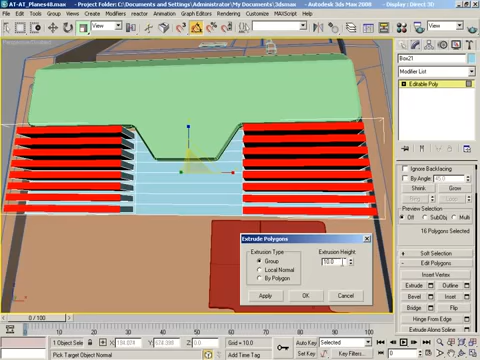 AT-AT_Planes48.max - Project Folder: C:\Documents and Settings\Administrator\My Documents\3dsmax - Autodesk 3ds Max 2008 - Display : Direct 3D
File Edit Tools Group Views Create Modifiers Animation Graph Editors Rendering Customize MAXScript Help
View
Perspective
Box21
Modifier List
Editable Poly
Ignore Backfacing
By Angle: 45.0
Shrink Grow
Ring Loop
Preview Selection
Off SubObj Multi
16 Polygons Selected
Soft Selection
Edit Polygons
Insert Vertex
Extrude Outline
Bevel Inset
Bridge Flip
Hinge From Edge
Extrude Along Spline
Extrude Polygons
Extrusion Type
Group
Local Normal
By Polygon
Extrusion Height:
Apply OK Cancel
0 / 100
1 Object Sele
Z: 0.0
Grid = 10.0
Pick Target Object Normal
Add Time Tag
Auto Key Selected
Set Key Key Filters...